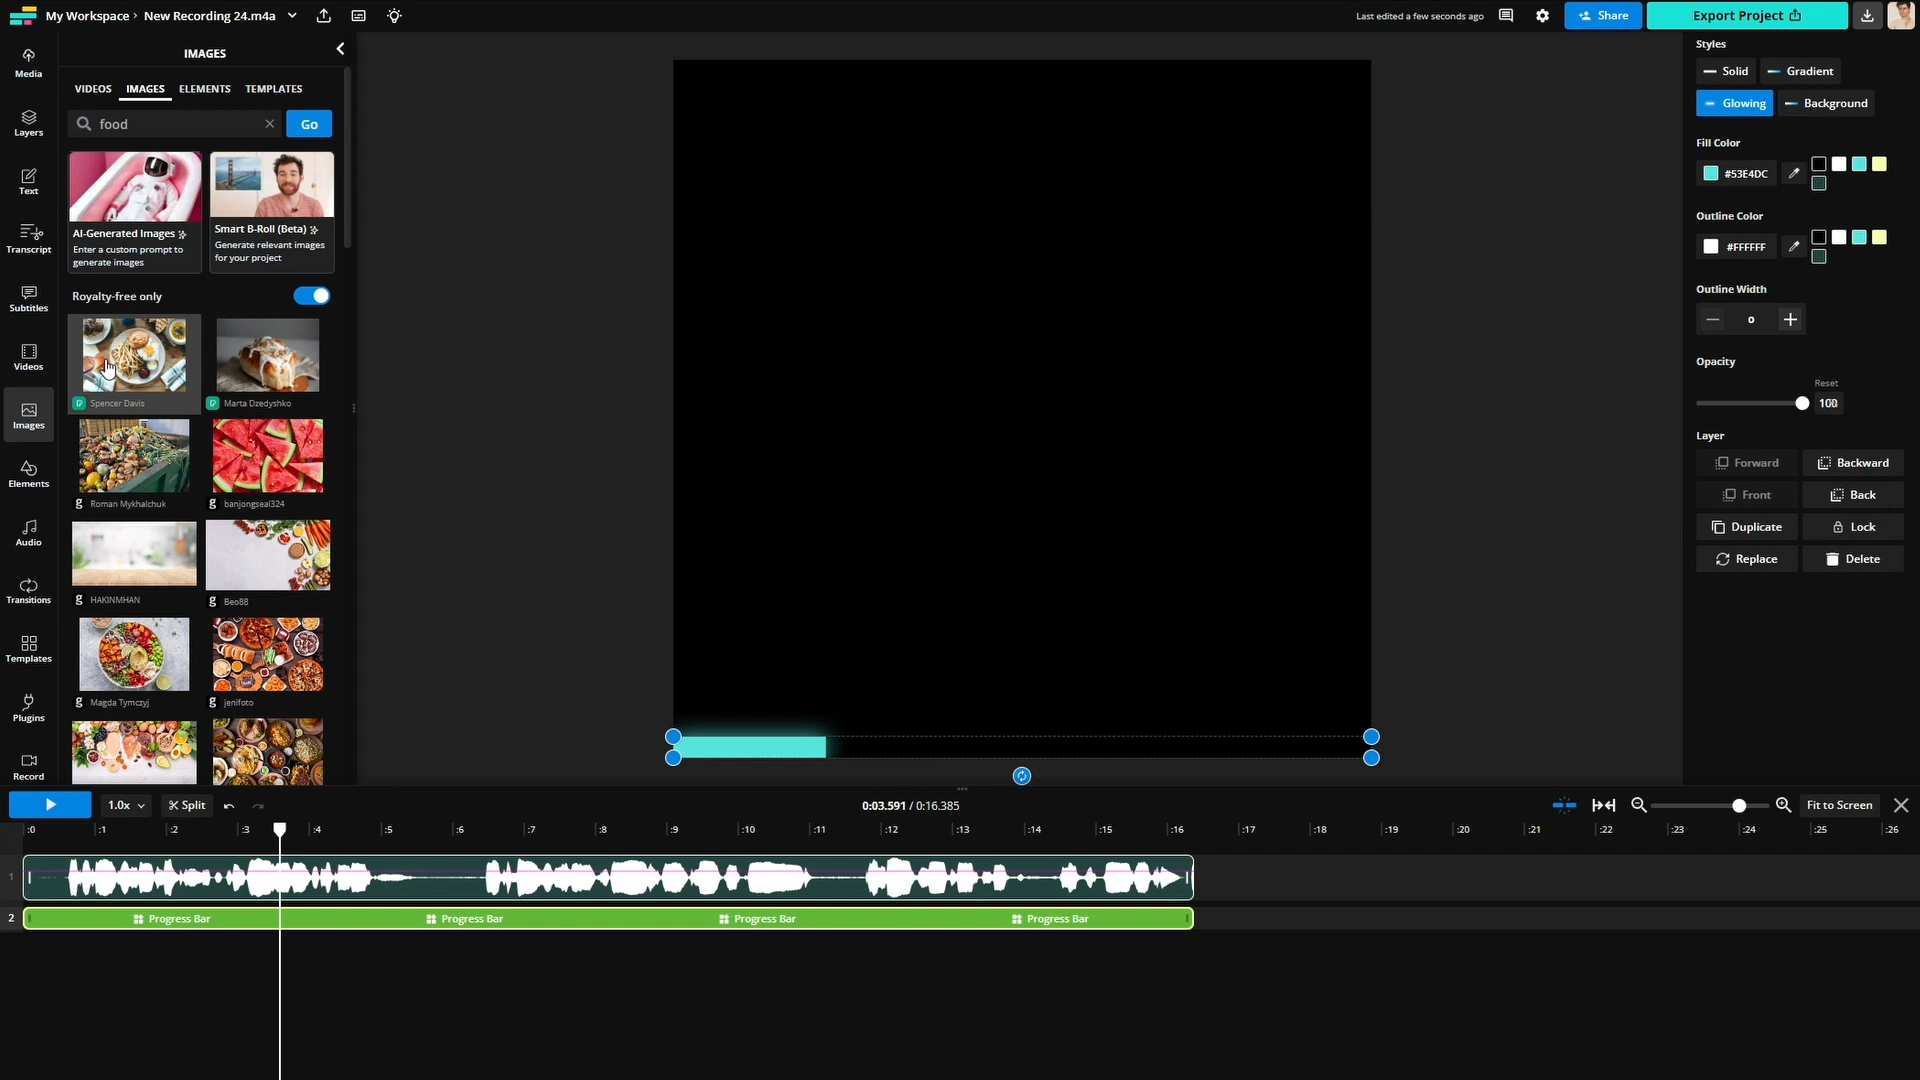 My Workspace › New Recording 24.m4a
Last edited a few seconds ago
Share
Export Project
Media
Layers
Text
Transcript
Subtitles
Videos
Images
Elements
Audio
Transitions
Templates
Plugins
Record
IMAGES
VIDEOS IMAGES ELEMENTS TEMPLATES
food
Go
AI-Generated Images
Enter a custom prompt to
generate images
Smart B-Roll (Beta)
Generate relevant images
for your project
Royalty-free only
Spencer Davis
Marta Dzedyshko
Roman Mykhalchuk
banjongseal324
HAKINMHAN
Beo88
Magda Tymczyj
jenifoto
Styles
Solid Gradient
Glowing Background
Fill Color
#53E4DC
Outline Color
#FFFFFF
Outline Width
0
Opacity
Reset
100
Layer
Forward Backward
Front Back
Duplicate Lock
Replace Delete
1.0x Split
0:03.591 / 0:16.385
Fit to Screen
:0 :1 :2 :3 :4 :5 :6 :7 :8 :9 :10 :11 :12 :13 :14 :15 :16 :17 :18 :19 :20 :21 :22 :23 :24 :25 :26
1
2 Progress Bar Progress Bar Progress Bar Progress Bar